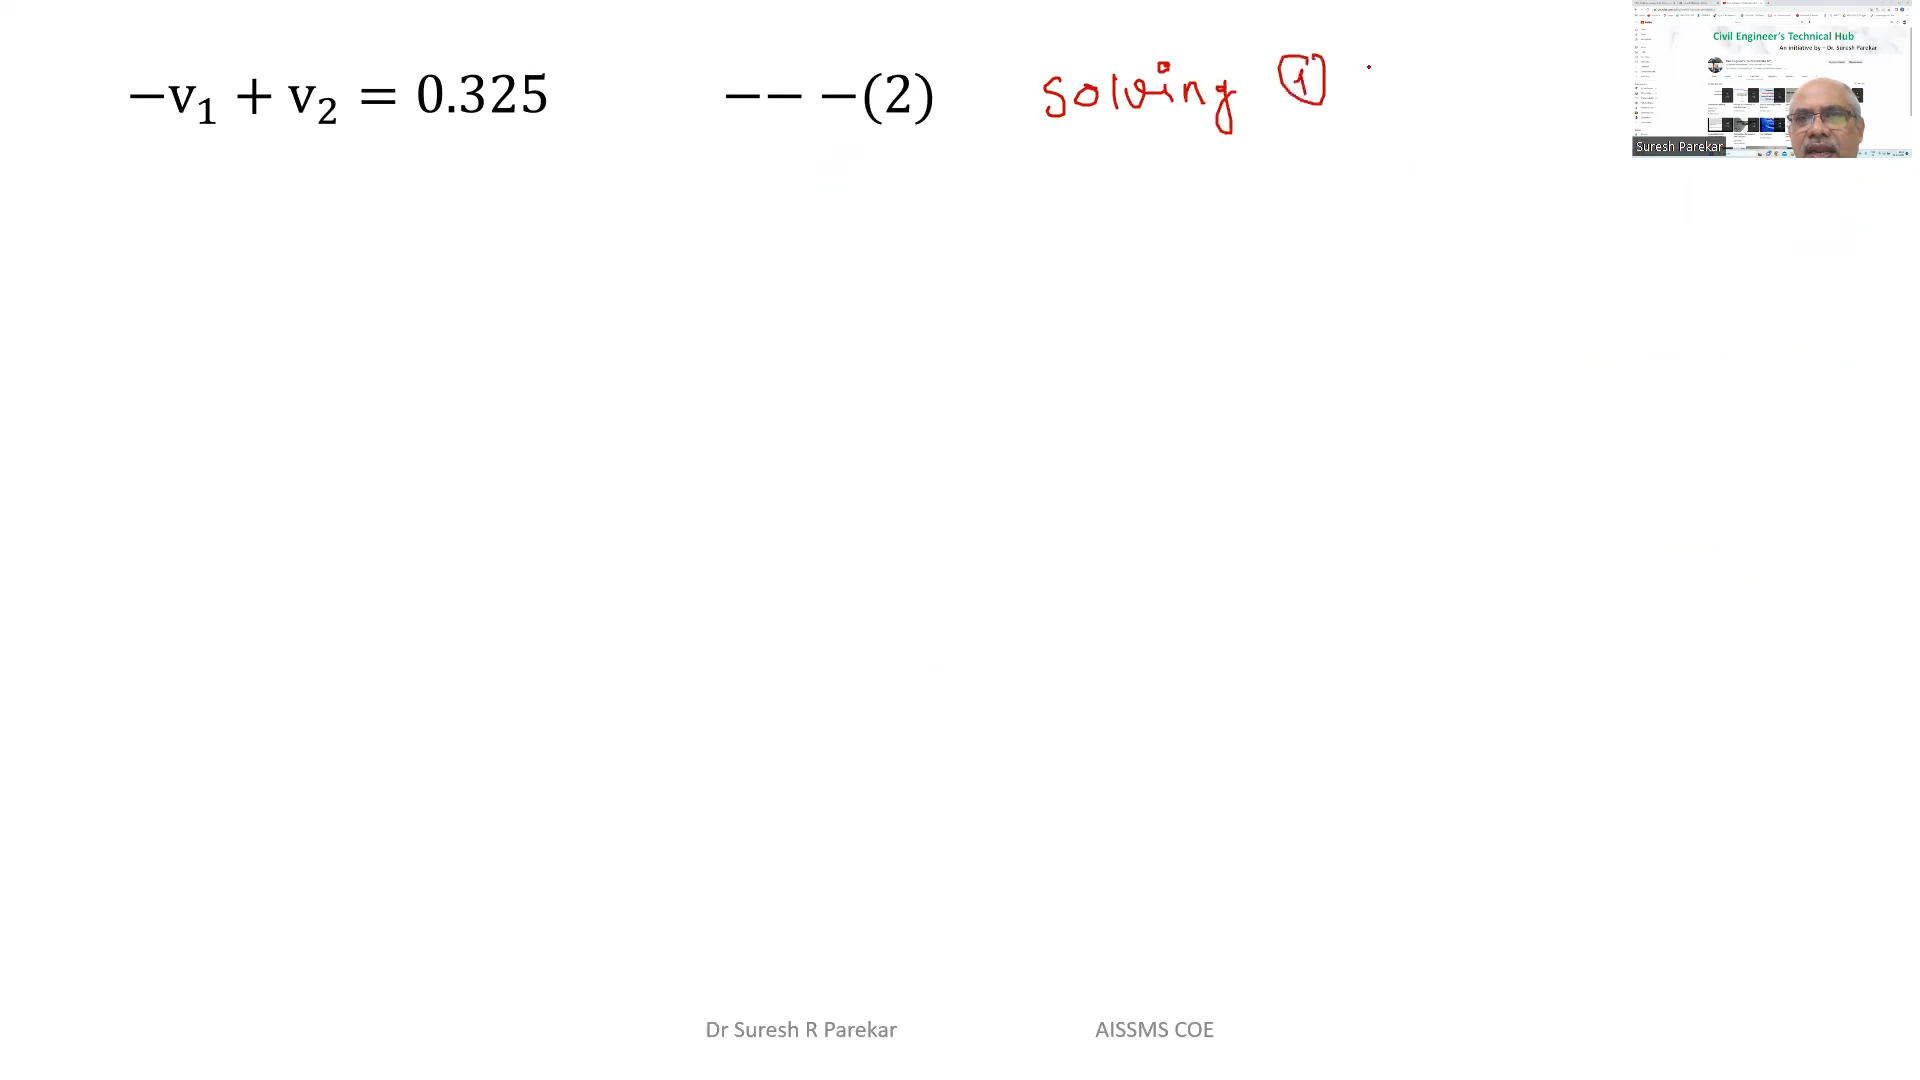 −v₁ + v₂ = 0.325 −− −(2) solving ①
Civil Engineer's Technical Hub
An initiative by – Dr. Suresh Parekar
Suresh Parekar
Dr Suresh R Parekar AISSMS COE